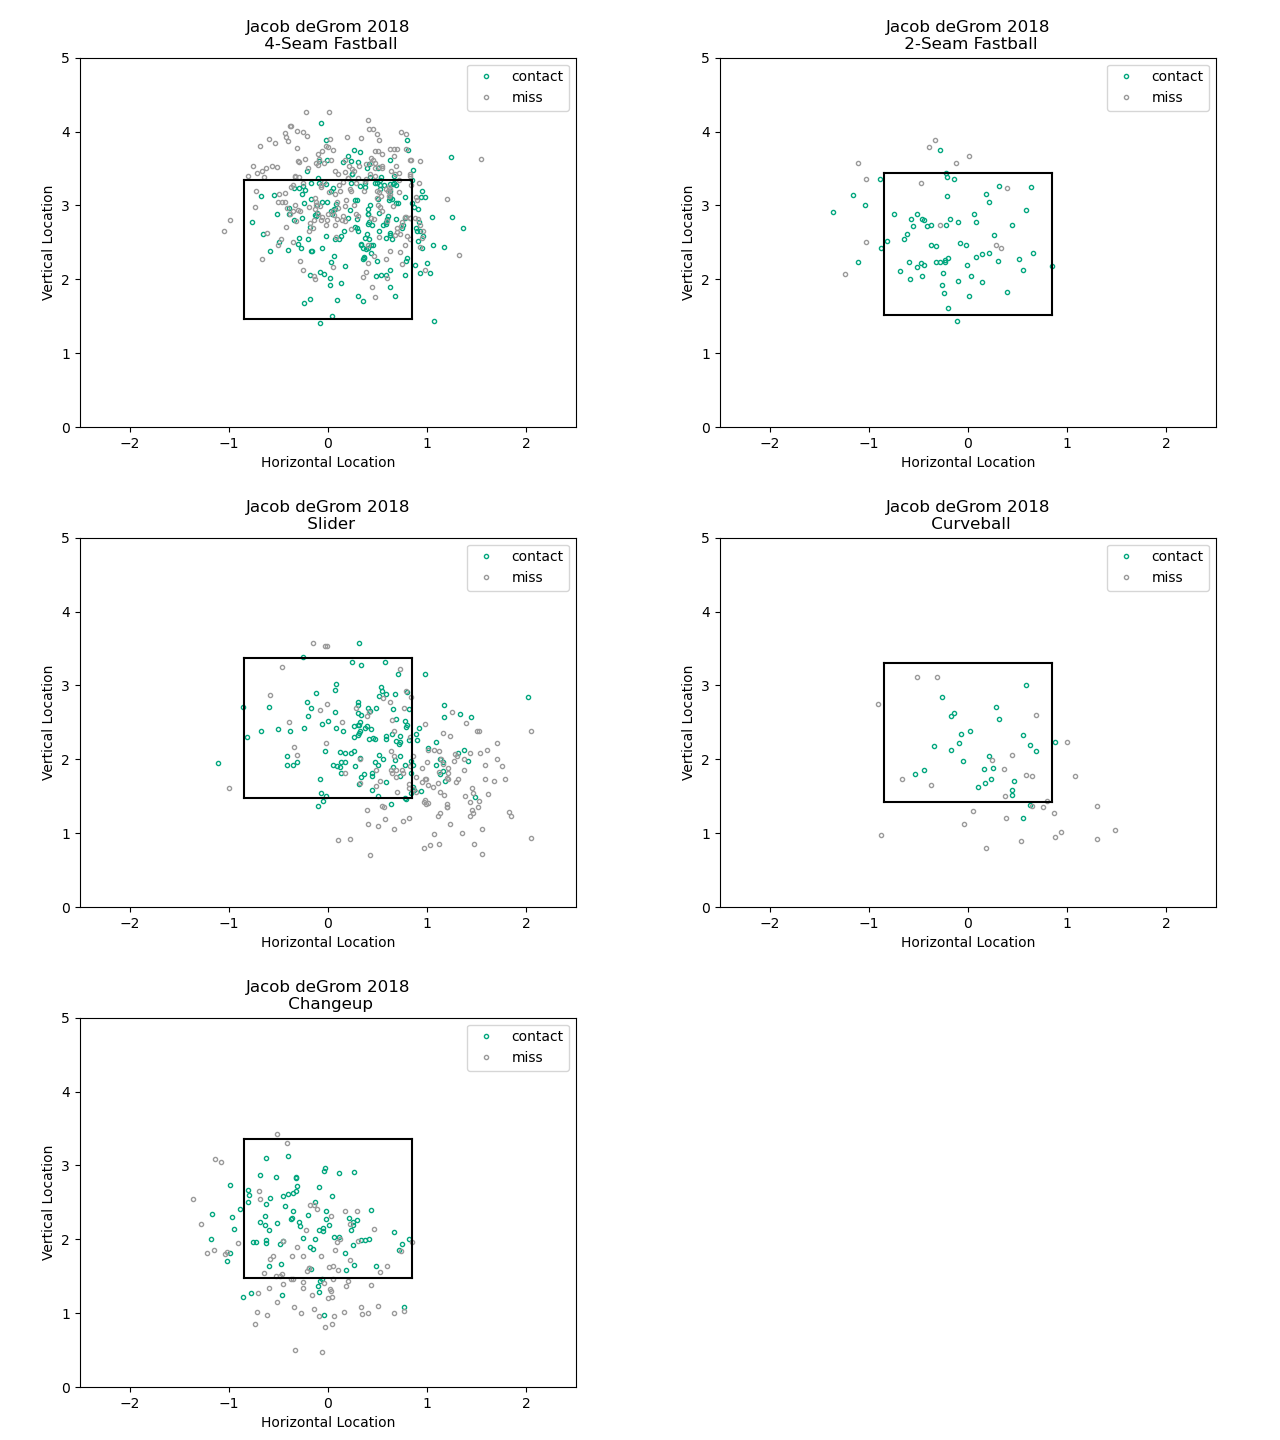 Jacob deGrom 2018
4-Seam Fastball
5
4
3
2
1
0
Vertical Location
contact
miss
−2
−1
0
1
2
Horizontal Location
Jacob deGrom 2018
2-Seam Fastball
5
4
3
2
1
0
Vertical Location
contact
miss
−2
−1
0
1
2
Horizontal Location
Jacob deGrom 2018
Slider
5
4
3
2
1
0
Vertical Location
contact
miss
−2
−1
0
1
2
Horizontal Location
Jacob deGrom 2018
Curveball
5
4
3
2
1
0
Vertical Location
contact
miss
−2
−1
0
1
2
Horizontal Location
Jacob deGrom 2018
Changeup
5
4
3
2
1
0
Vertical Location
contact
miss
−2
−1
0
1
2
Horizontal Location